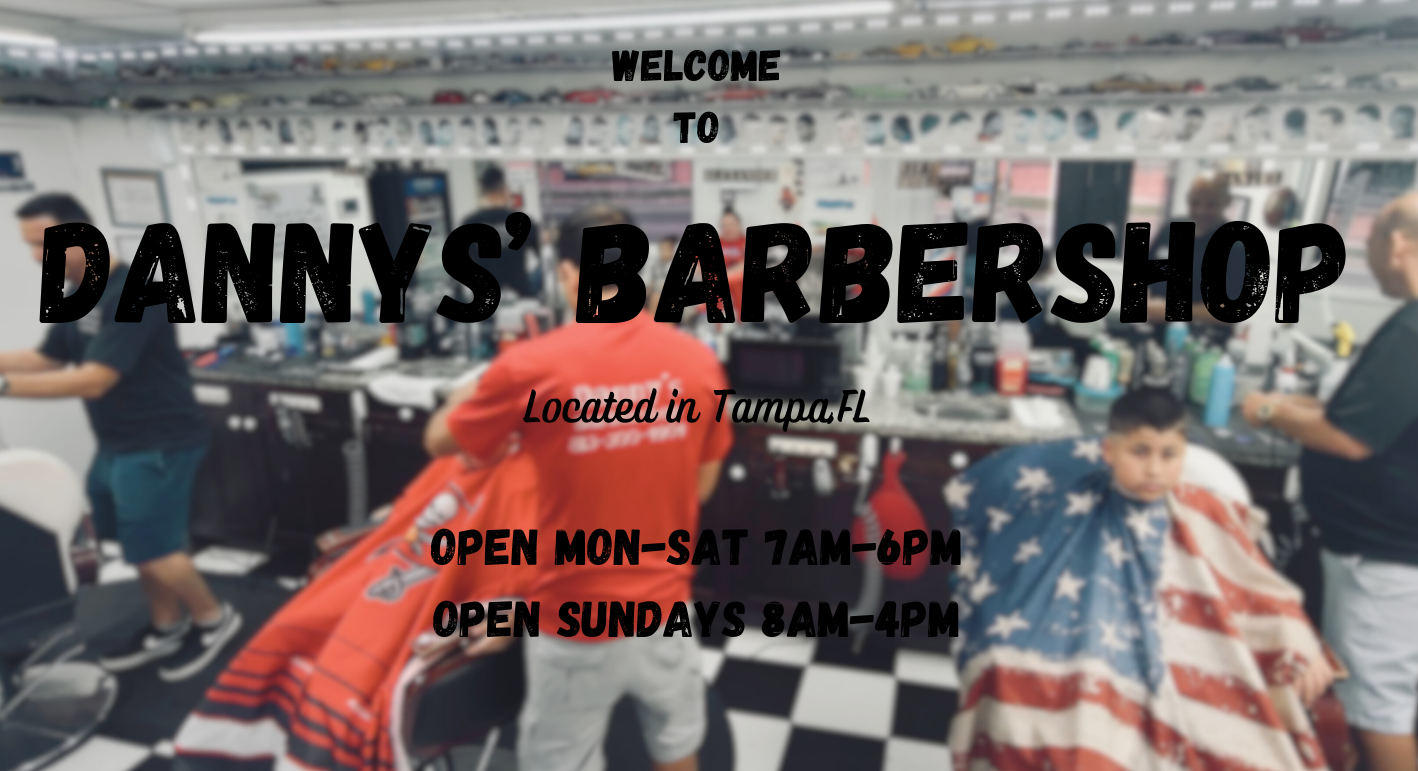 WELCOME
TO
DANNYS' BARBERSHOP
Located in Tampa,FL
OPEN MON-SAT 7AM-6PM
OPEN SUNDAYS 8AM-4PM